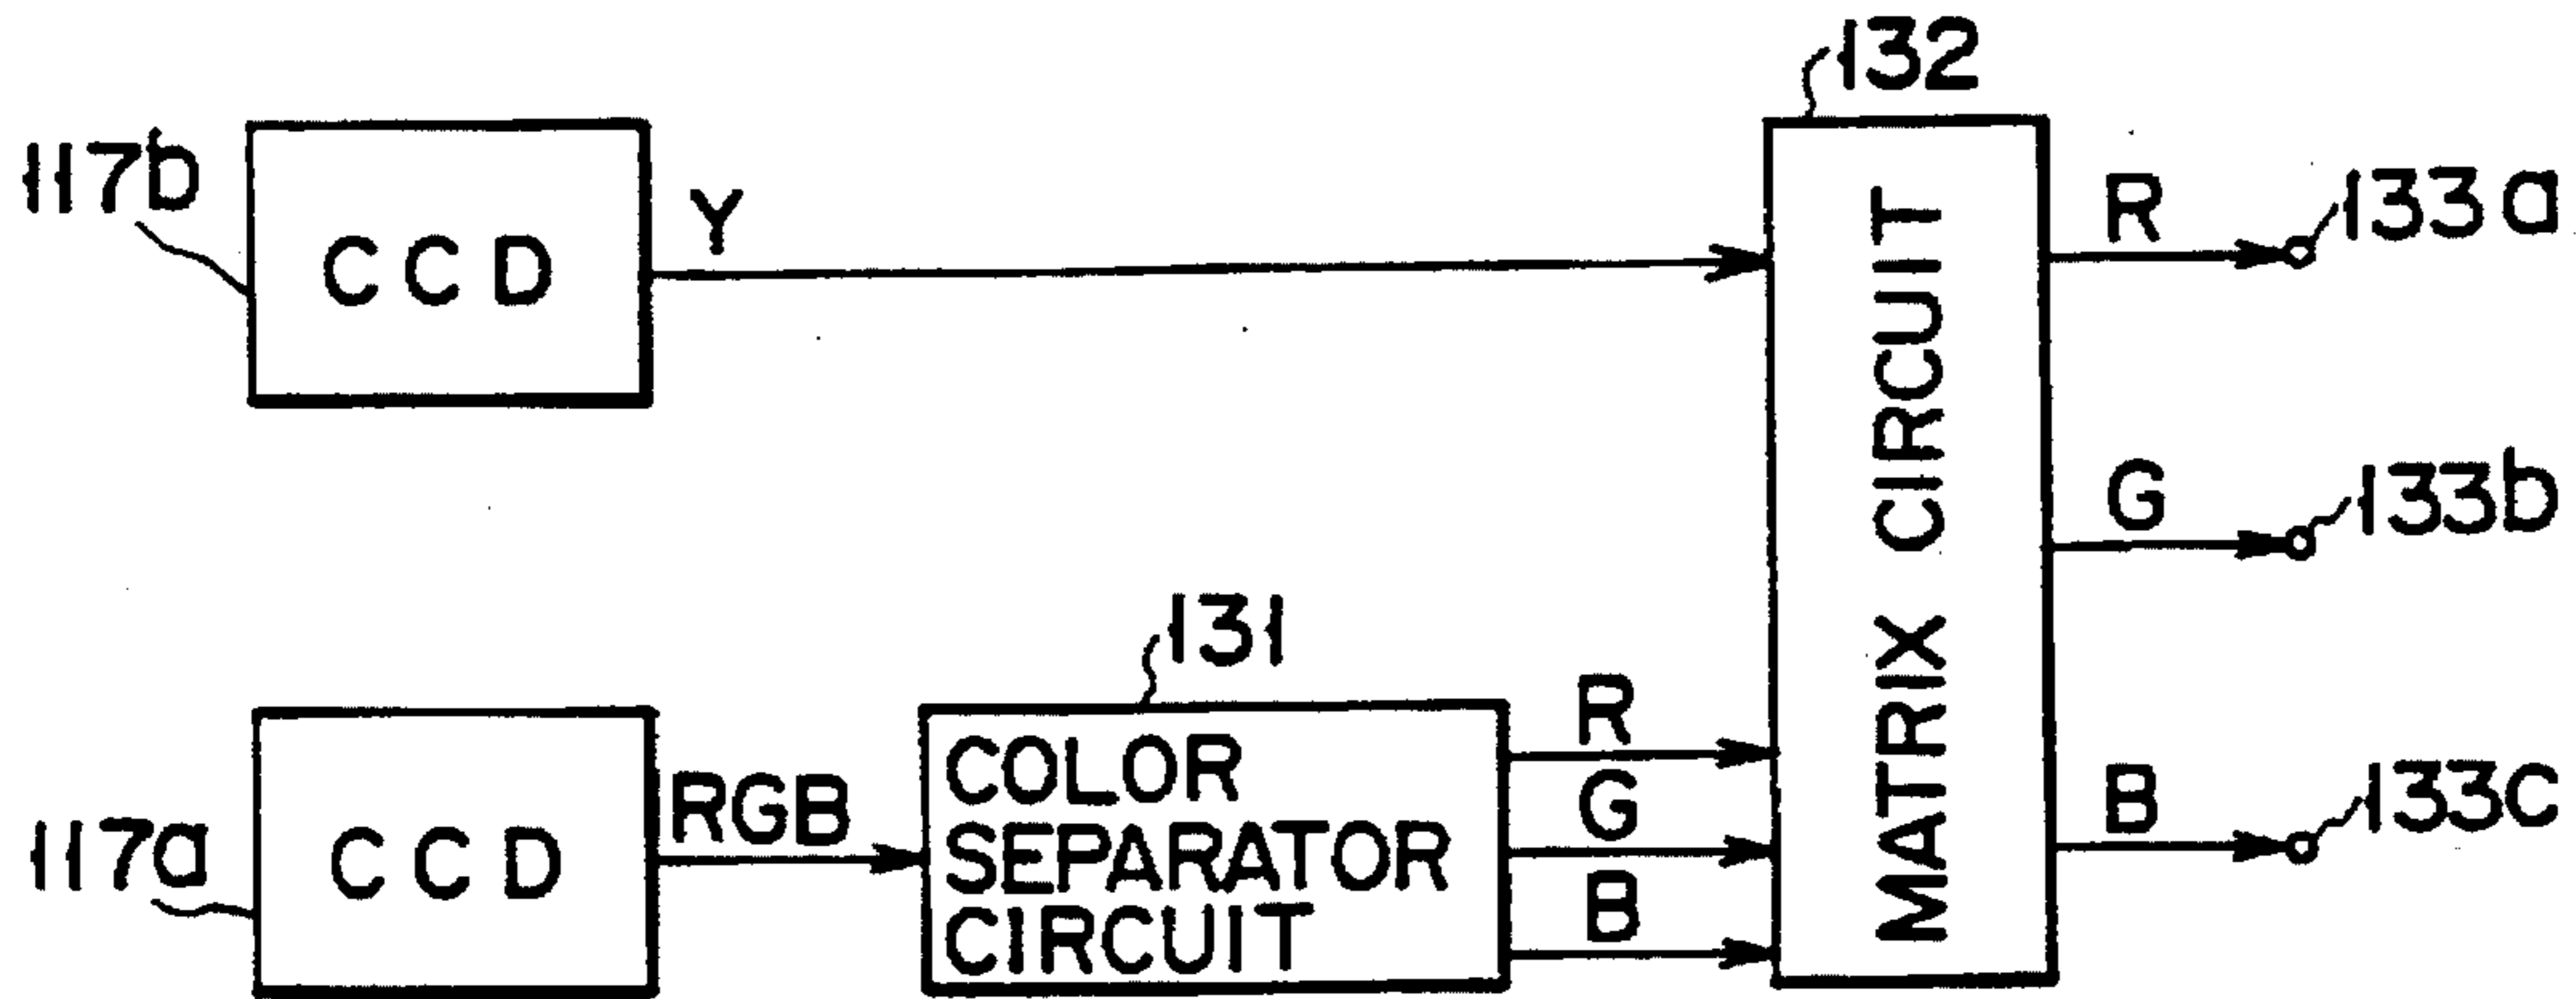 132
117b
CCD
Y
R
133a
G
133b
B
133c
MATRIX CIRCUIT
131
117a
CCD
RGB
COLOR
SEPARATOR
CIRCUIT
R
G
B